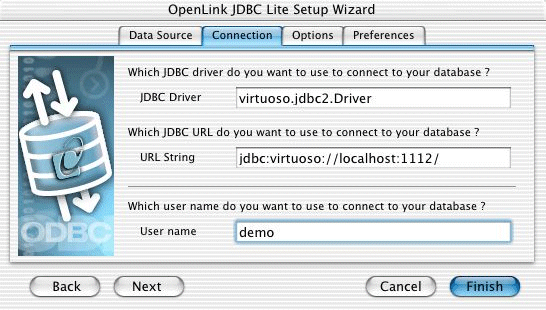 OpenLink JDBC Lite Setup Wizard
Data Source Connection Options Preferences
Which JDBC driver do you want to use to connect to your database ?
JDBC Driver virtuoso.jdbc2.Driver
Which JDBC URL do you want to use to connect to your database ?
URL String jdbc:virtuoso://localhost:1112/
Which user name do you want to use to connect to your database ?
User name demo
ODBC
Back Next Cancel Finish